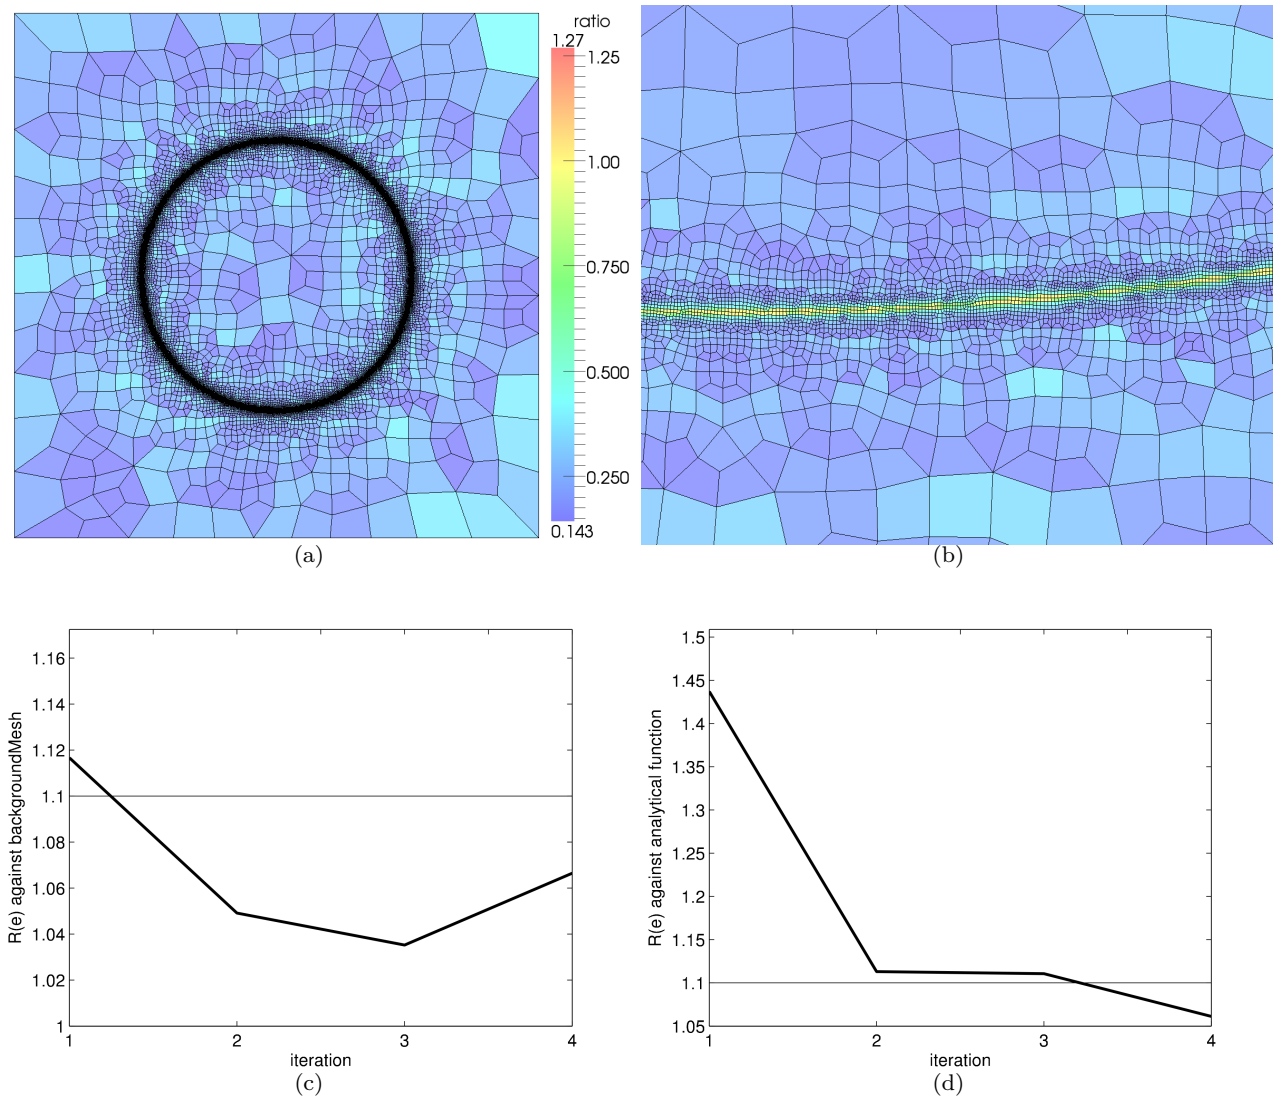 ratio
1.27
1.25
1.00
0.750
0.500
0.250
0.143
(a)
(b)
1.16
1.14
1.12
1.1
1.08
1.06
1.04
1.02
1
R(e) against backgroundMesh
1 2 3 4
iteration
(c)
1.5
1.45
1.4
1.35
1.3
1.25
1.2
1.15
1.1
1.05
R(e) against analytical function
1 2 3 4
iteration
(d)